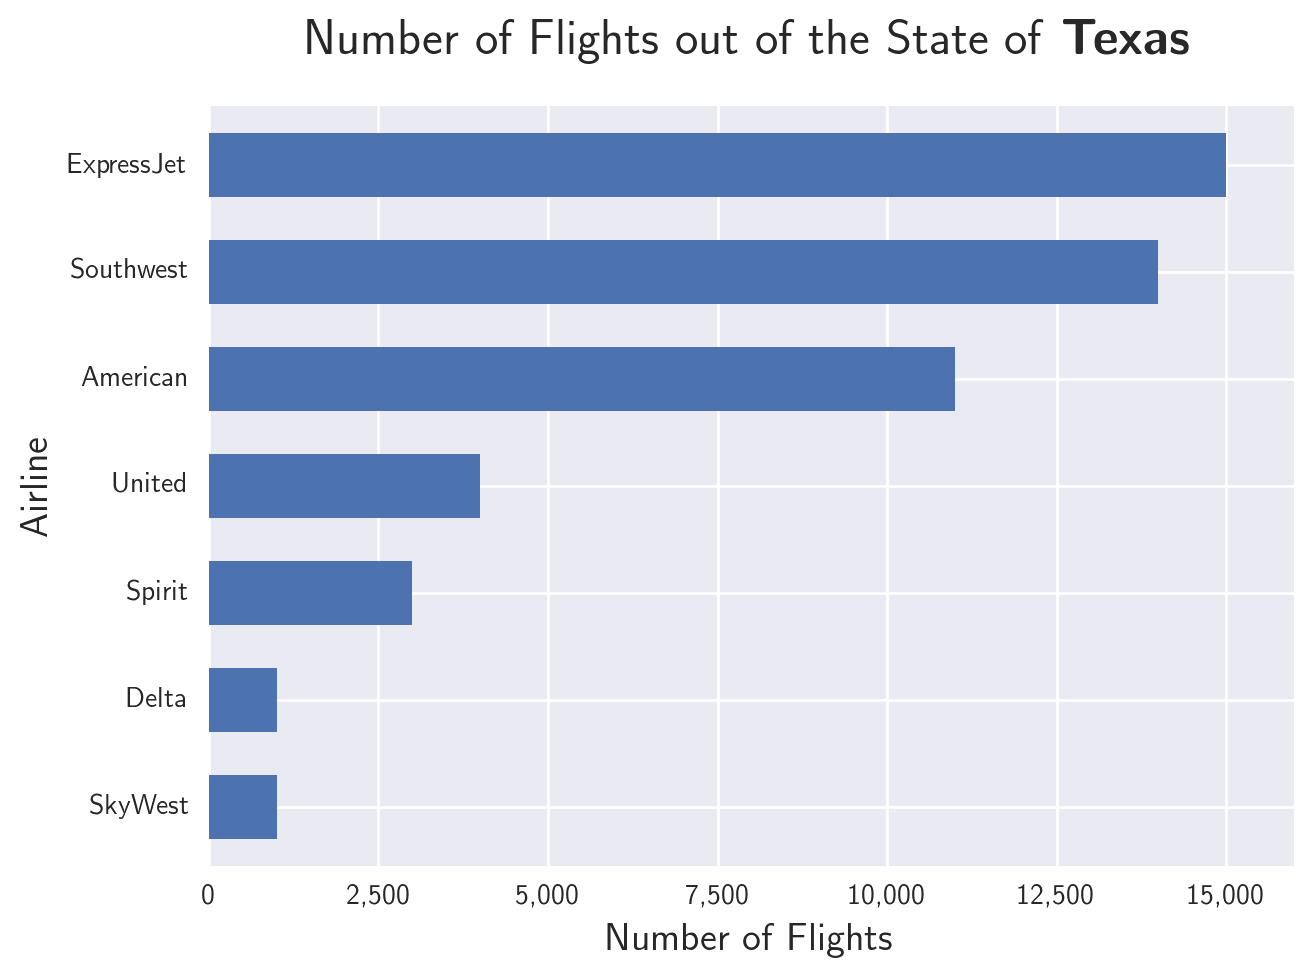 Number of Flights out of the State of Texas
ExpressJet
Southwest
American
United
Spirit
Delta
SkyWest
Airline
0 2,500 5,000 7,500 10,000 12,500 15,000
Number of Flights